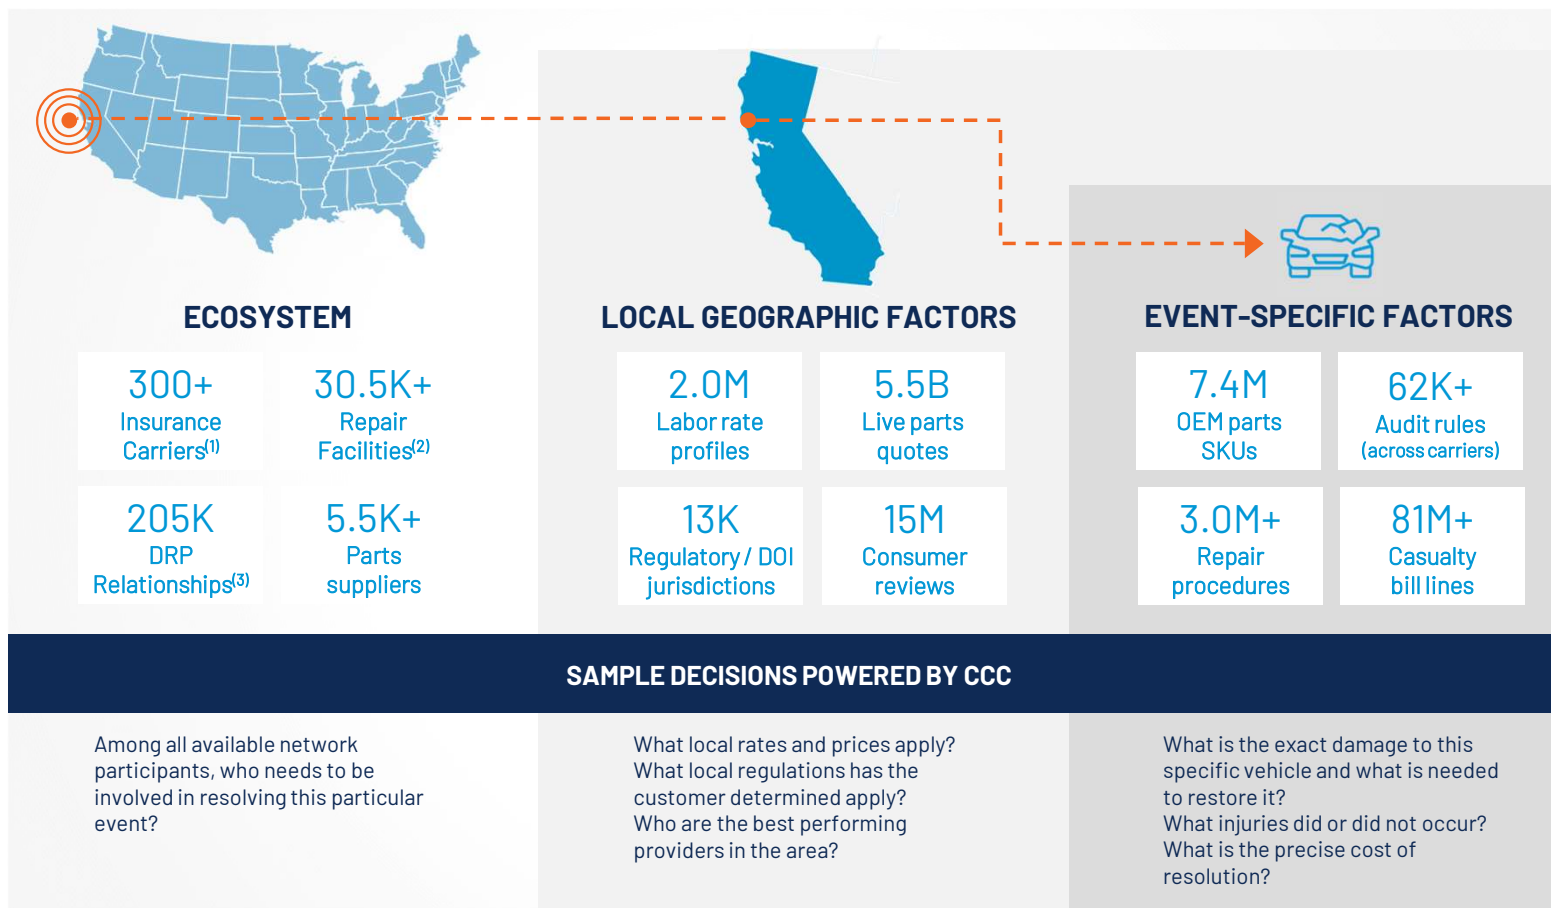 ECOSYSTEM
300+
Insurance
Carriers(1)
30.5K+
Repair
Facilities(2)
205K
DRP
Relationships(3)
5.5K+
Parts
suppliers
LOCAL GEOGRAPHIC FACTORS
2.0M
Labor rate
profiles
5.5B
Live parts
quotes
13K
Regulatory / DOI
jurisdictions
15M
Consumer
reviews
EVENT-SPECIFIC FACTORS
7.4M
OEM parts
SKUs
62K+
Audit rules
(across carriers)
3.0M+
Repair
procedures
81M+
Casualty
bill lines
SAMPLE DECISIONS POWERED BY CCC
Among all available network
participants, who needs to be
involved in resolving this particular
event?
What local rates and prices apply?
What local regulations has the
customer determined apply?
Who are the best performing
providers in the area?
What is the exact damage to this
specific vehicle and what is needed
to restore it?
What injuries did or did not occur?
What is the precise cost of
resolution?